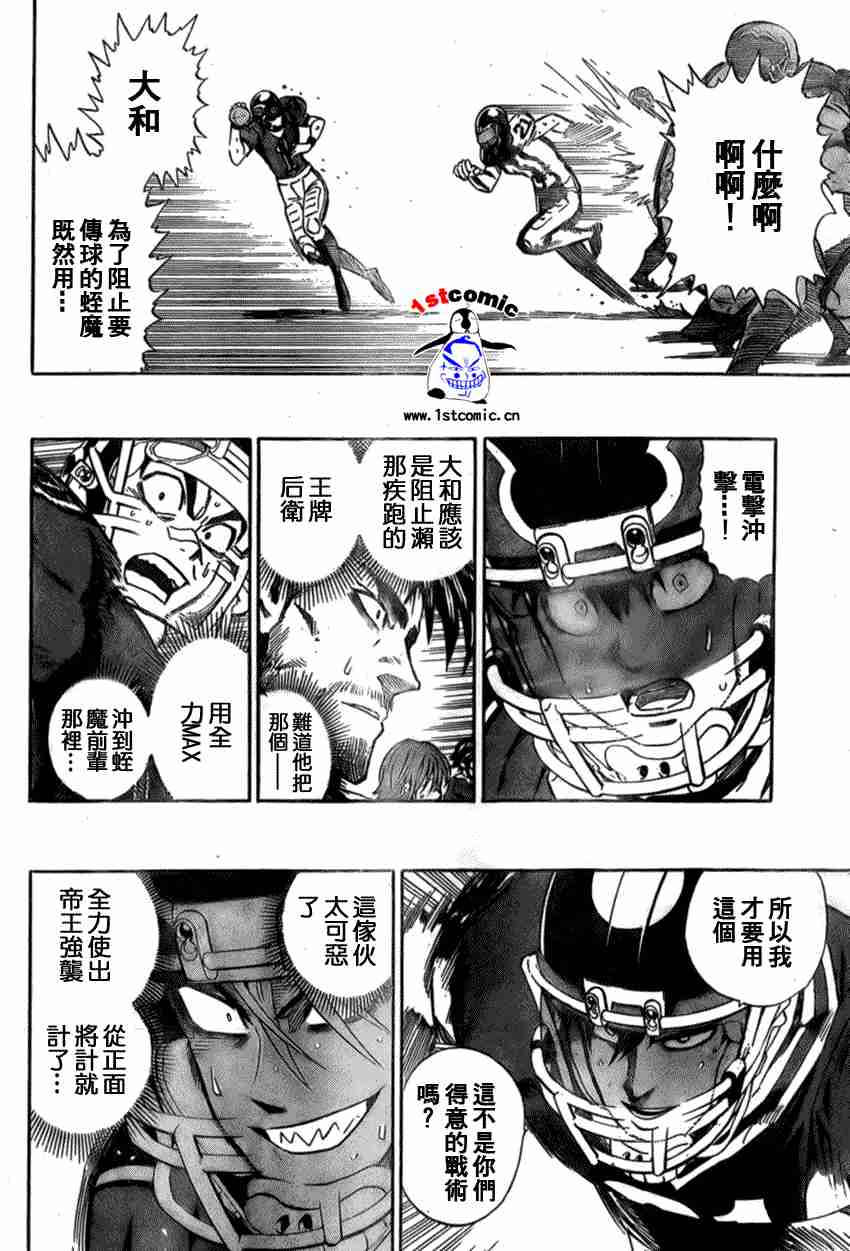 什麼啊
啊啊！
大和
為了阻止要
傳球的蛭魔
既然用…
21
1stcomic
www.1stcomic.cn
電擊沖
擊…！
大和應該
是阻止瀨
那疾跑的
王牌
后衛
難道他把
那個——
用全
力MAX
沖到蛭
魔前輩
那裡…
所以我
才要用
這個
這不是你們
得意的戰術
嗎？
這傢伙
太可惡
了
全力使出
帝王強襲
從正面
將計就
計了…